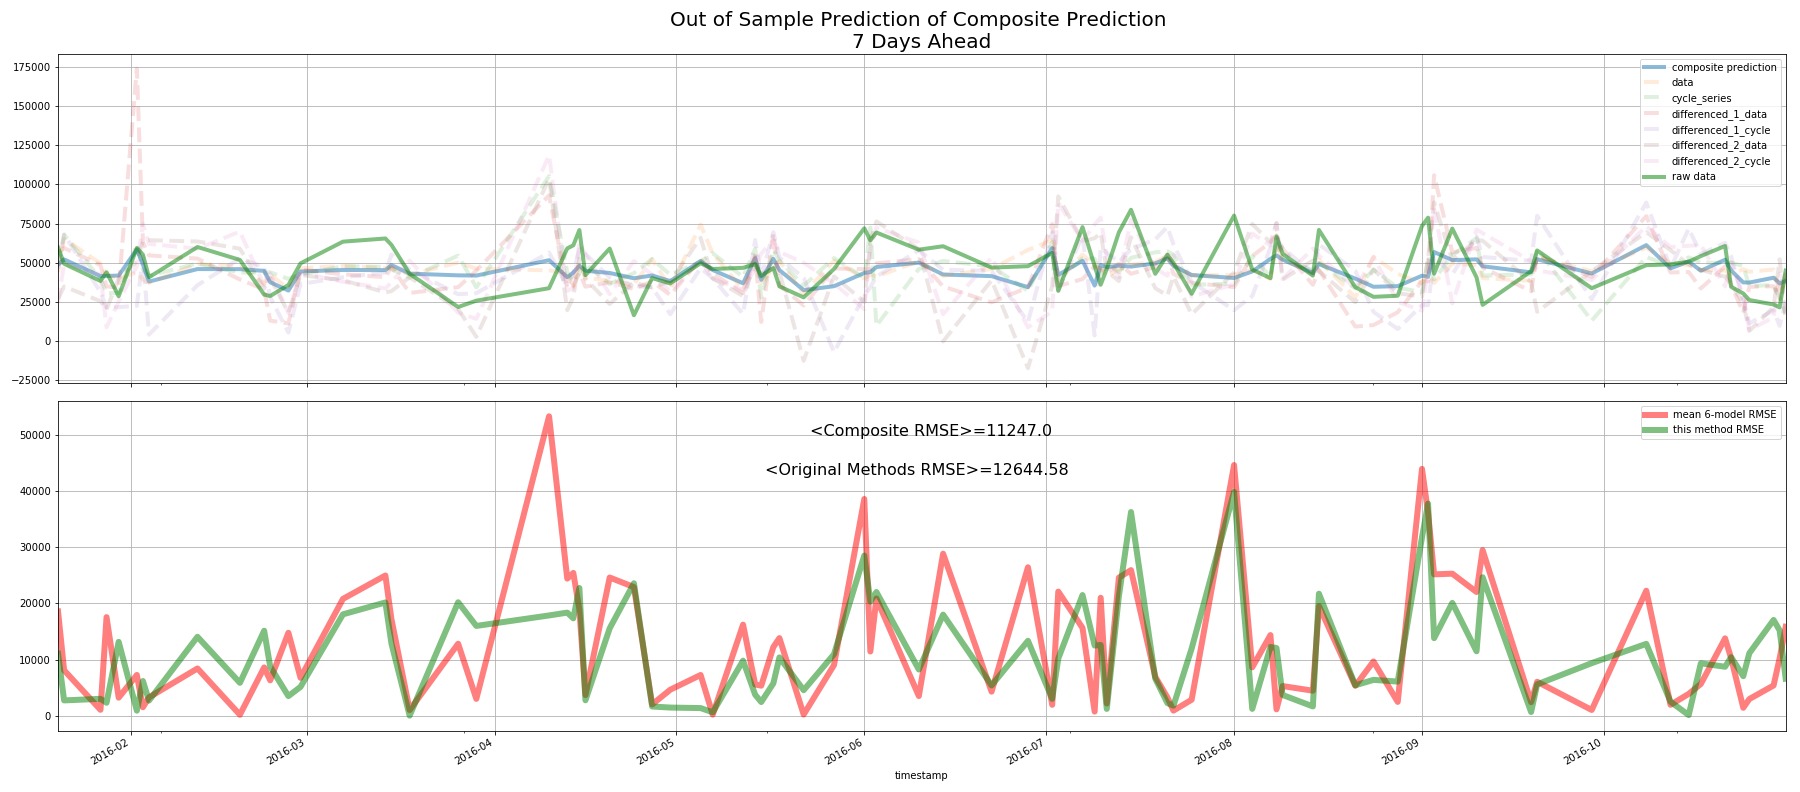 Out of Sample Prediction of Composite Prediction
7 Days Ahead
175000
150000
125000
100000
75000
50000
25000
0
−25000
composite prediction
data
cycle_series
differenced_1_data
differenced_1_cycle
differenced_2_data
differenced_2_cycle
raw data
50000
40000
30000
20000
10000
0
<Composite RMSE>=11247.0
<Original Methods RMSE>=12644.58
mean 6-model RMSE
this method RMSE
2016-02
2016-03
2016-04
2016-05
2016-06
2016-07
2016-08
2016-09
2016-10
timestamp